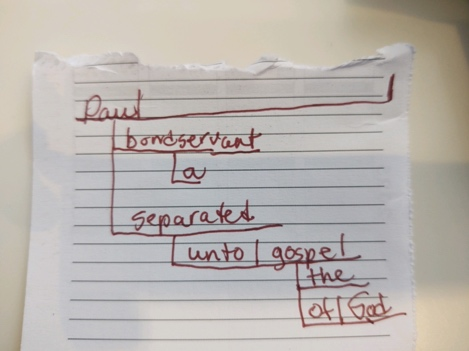 Paul
bondservant
a
separated
unto gospel
the
of God